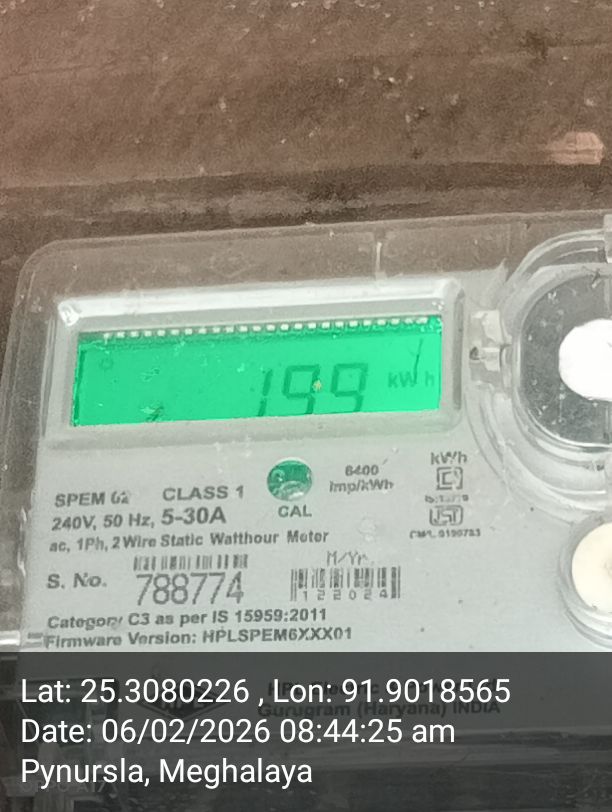 199 kWh
6400
imp/kWh
kWh
SPEM 02 CLASS 1
CAL
240V, 50 Hz, 5-30A
ac, 1Ph, 2 Wire Static Watthour Meter
M/Yr.
S. No. 788774
122024
Category C3 as per IS 15959:2011
Firmware Version: HPLSPEM6XXX01
Gurugram (Haryana) INDIA
Lat: 25.3080226 , Lon: 91.9018565
Date: 06/02/2026 08:44:25 am
Pynursla, Meghalaya